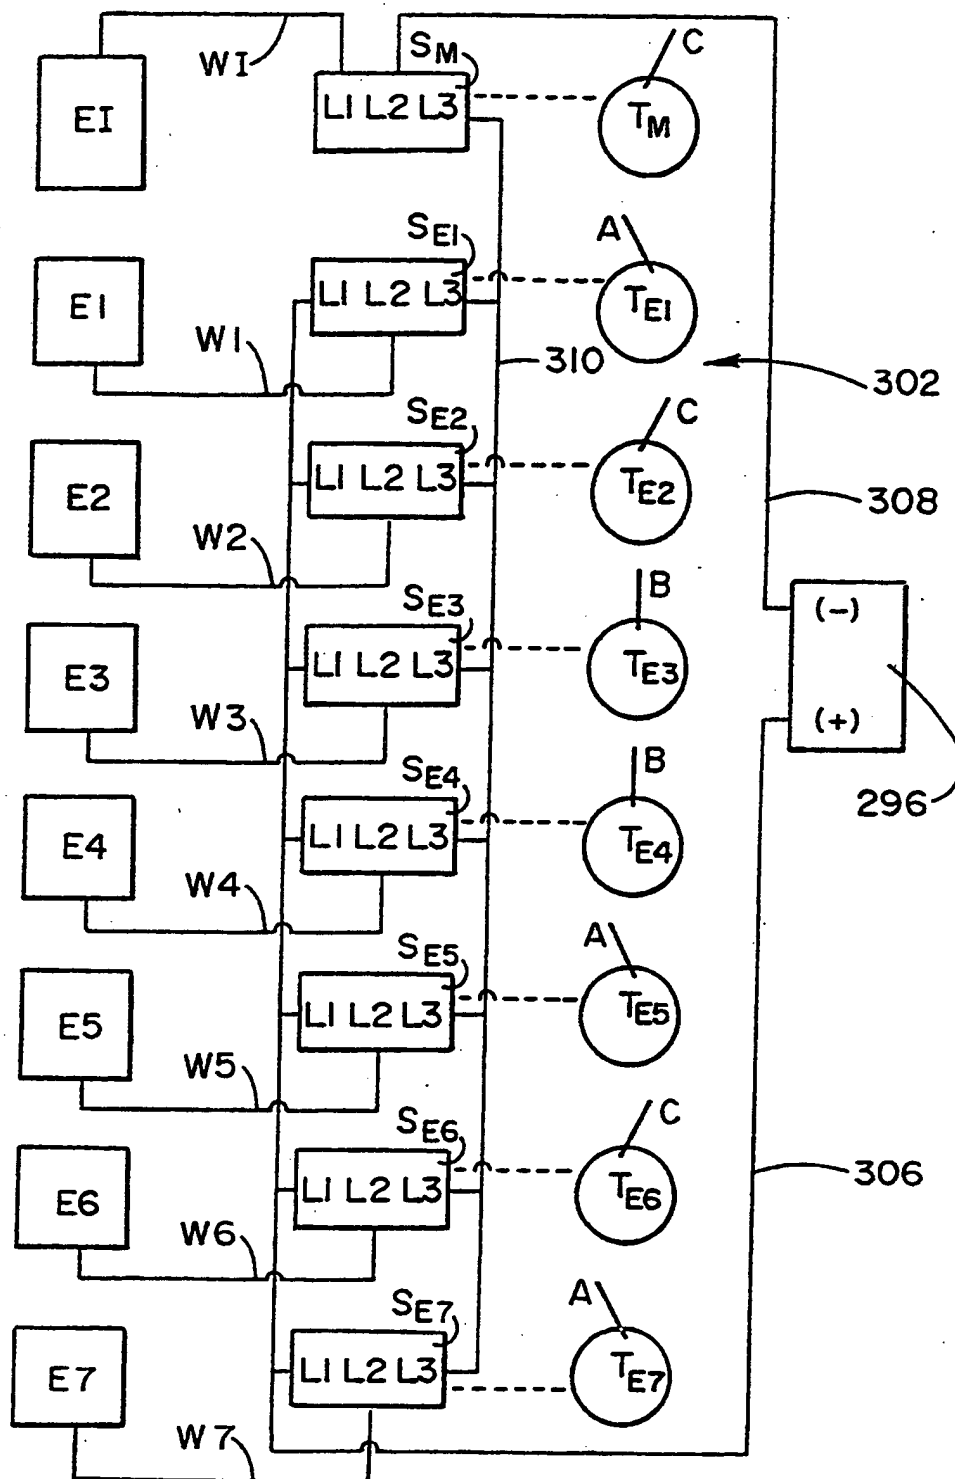 WI
SM
C
EI
L1 L2 L3
TM
SE1
A
E1
L1 L2 L3
TE1
W1
310
302
SE2
C
E2
L1 L2 L3
TE2
308
W2
SE3
B
(-)
E3
L1 L2 L3
TE3
W3
(+)
SE4
B
296
E4
L1 L2 L3
TE4
W4
SE5
A
E5
L1 L2 L3
TE5
W5
SE6
C
E6
L1 L2 L3
TE6
306
W6
SE7
A
E7
L1 L2 L3
TE7
W7